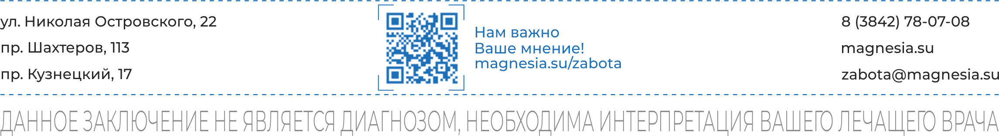 ул. Николая Островского, 22
пр. Шахтеров, 113
пр. Кузнецкий, 17
Нам важно
Ваше мнение!
magnesia.su/zabota
8 (3842) 78-07-08
magnesia.su
zabota@magnesia.su
ДАННОЕ ЗАКЛЮЧЕНИЕ НЕ ЯВЛЯЕТСЯ ДИАГНОЗОМ, НЕОБХОДИМА ИНТЕРПРЕТАЦИЯ ВАШЕГО ЛЕЧАЩЕГО ВРАЧА